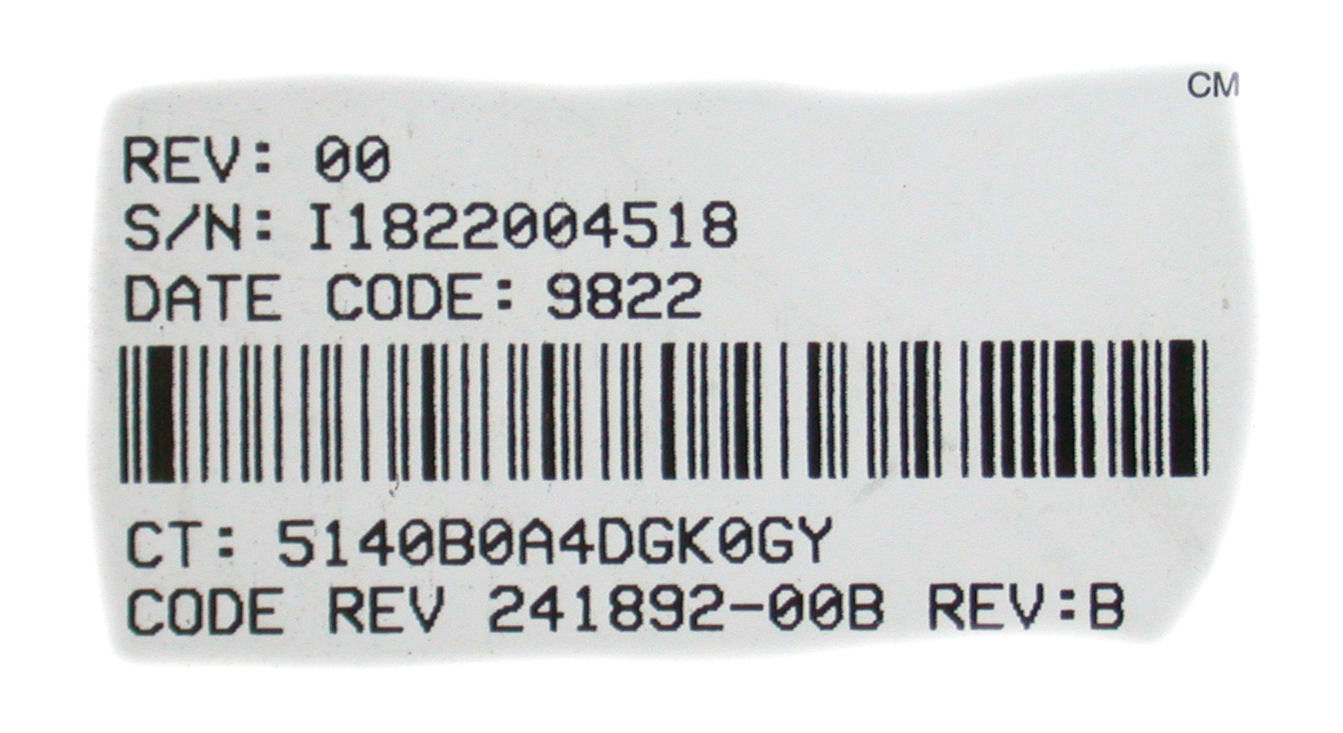 CM
REV: 00
S/N: I1822004518
DATE CODE: 9822
CT: 5140B0A4DGK0GY
CODE REV 241892-00B REV:B